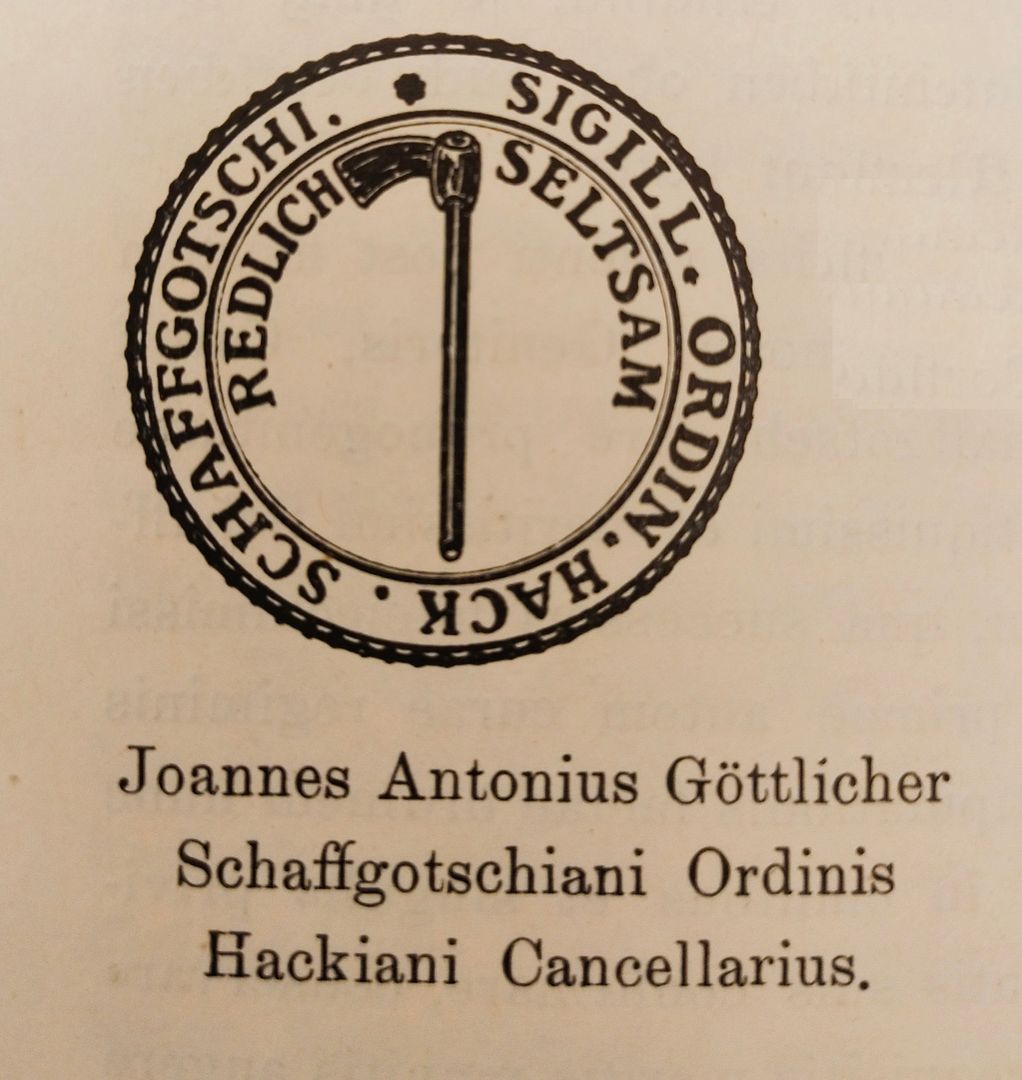 SIGILL. ORDIN. HACK. SCHAFFGOTSCHI.
REDLICH SELTSAM
Joannes Antonius Göttlicher
Schaffgotschiani Ordinis
Hackiani Cancellarius.